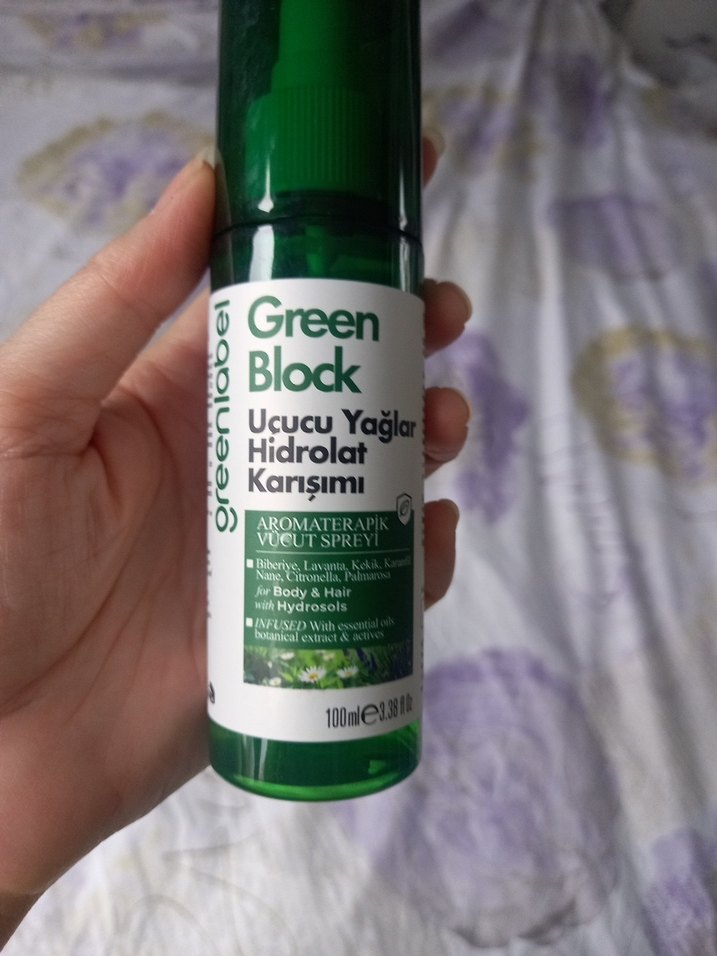 greenlabel
Green
Block
Uçucu Yağlar
Hidrolat
Karışımı
AROMATERAPİK
VÜCUT SPREYİ
Biberiye, Lavanta, Kekik, Karanfil
Nane, Citronella, Palmarosa
for Body & Hair
with Hydrosols
INFUSED With essential oils
botanical extract & actives
100ml e 3.38 fl Oz